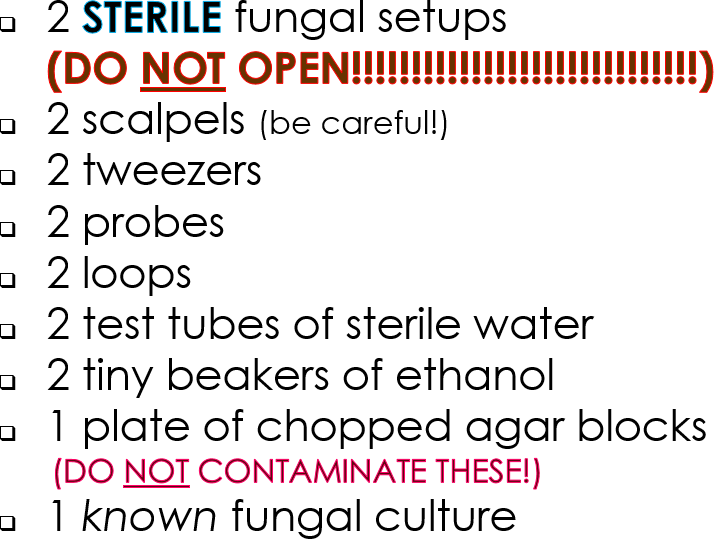 ❑ 2 STERILE fungal setups
(DO NOT OPEN!!!!!!!!!!!!!!!!!!!!!!!!!!!!!)
❑ 2 scalpels (be careful!)
❑ 2 tweezers
❑ 2 probes
❑ 2 loops
❑ 2 test tubes of sterile water
❑ 2 tiny beakers of ethanol
❑ 1 plate of chopped agar blocks
(DO NOT CONTAMINATE THESE!)
❑ 1 known fungal culture